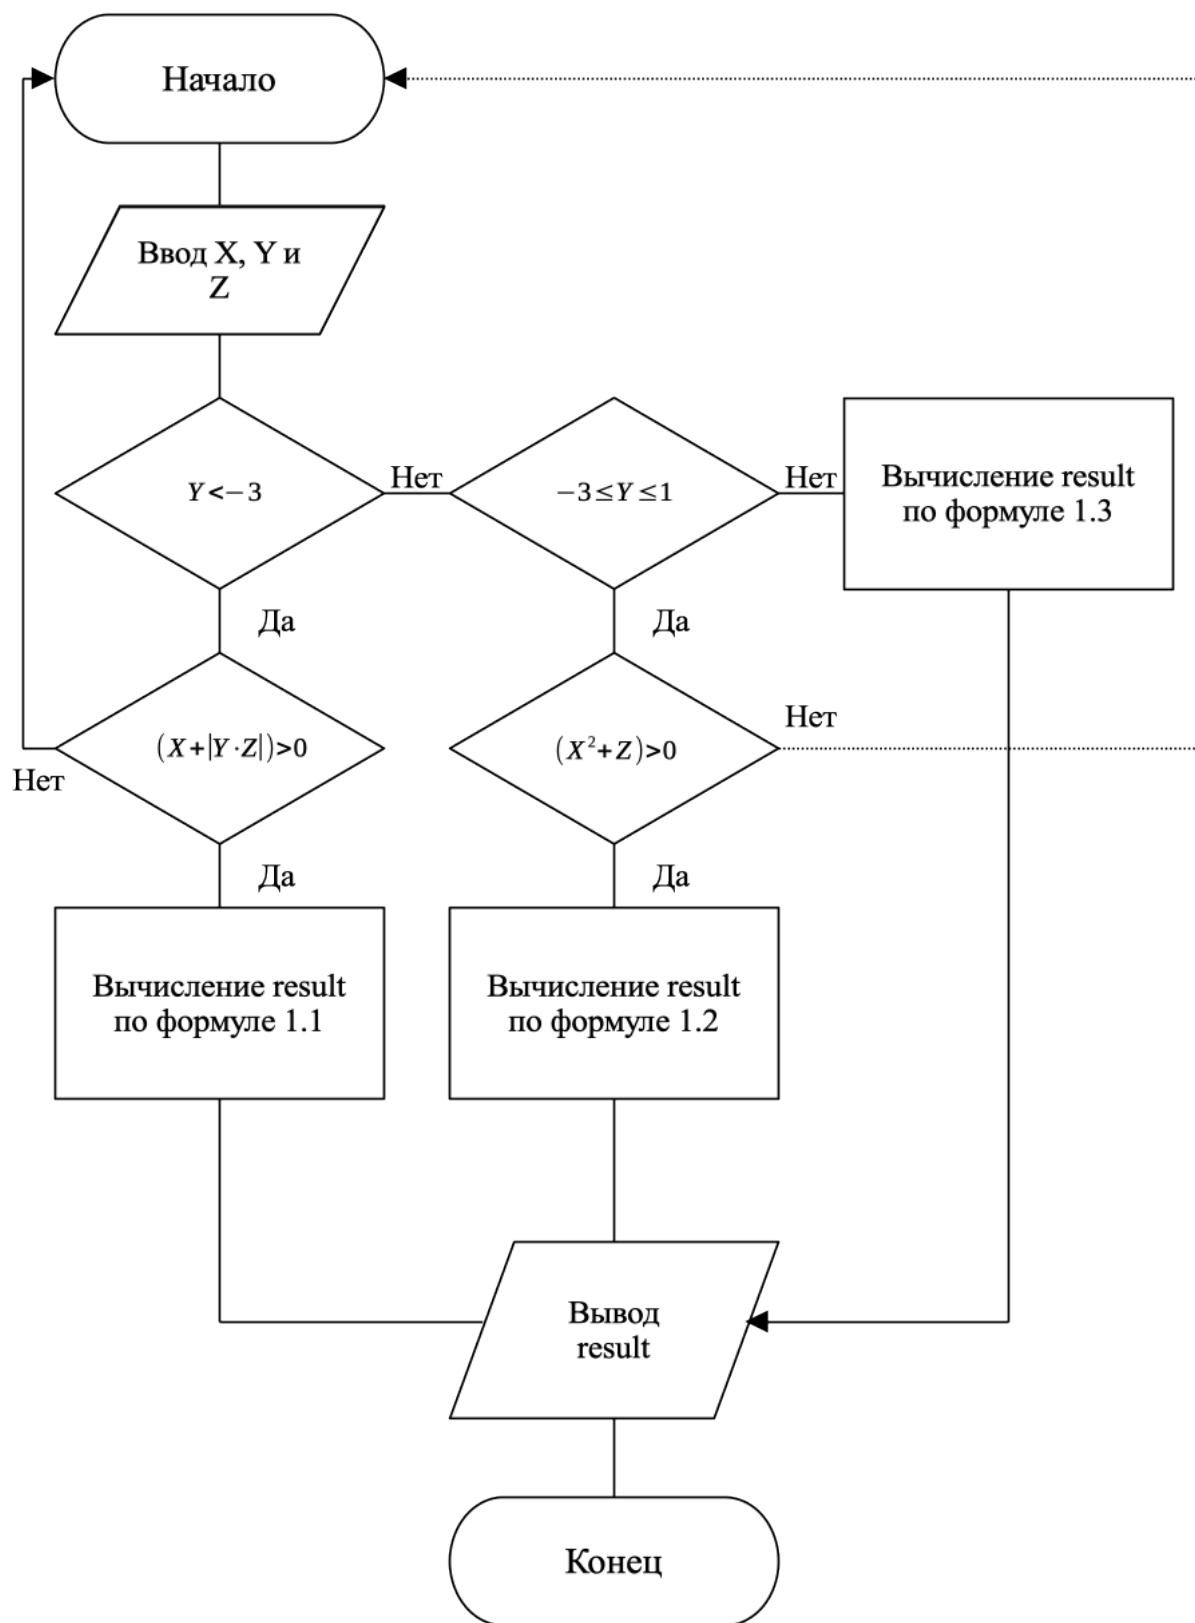 Начало
Ввод X, Y и
Z
Y<−3
Нет
−3≤Y≤1
Нет
Вычисление result
по формуле 1.3
Да
Да
(X+|Y·Z|)>0
Нет
(X²+Z)>0
Нет
Да
Да
Вычисление result
по формуле 1.1
Вычисление result
по формуле 1.2
Вывод
result
Конец